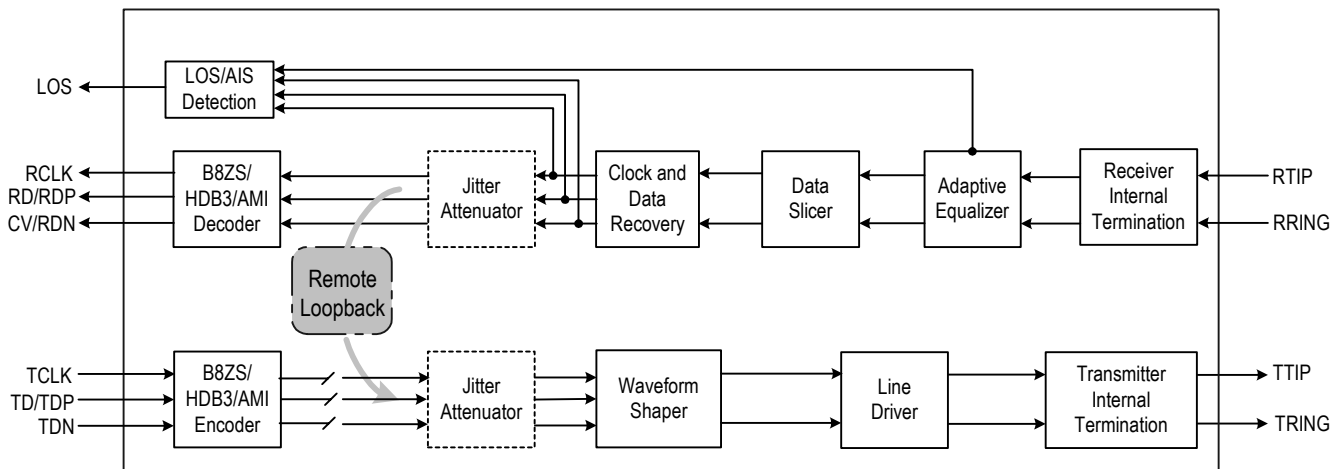 LOS
LOS/AIS
Detection
RCLK
RD/RDP
CV/RDN
B8ZS/
HDB3/AMI
Decoder
Jitter
Attenuator
Clock and
Data
Recovery
Data
Slicer
Adaptive
Equalizer
Receiver
Internal
Termination
RTIP
RRING
Remote
Loopback
TCLK
TD/TDP
TDN
B8ZS/
HDB3/AMI
Encoder
Jitter
Attenuator
Waveform
Shaper
Line
Driver
Transmitter
Internal
Termination
TTIP
TRING